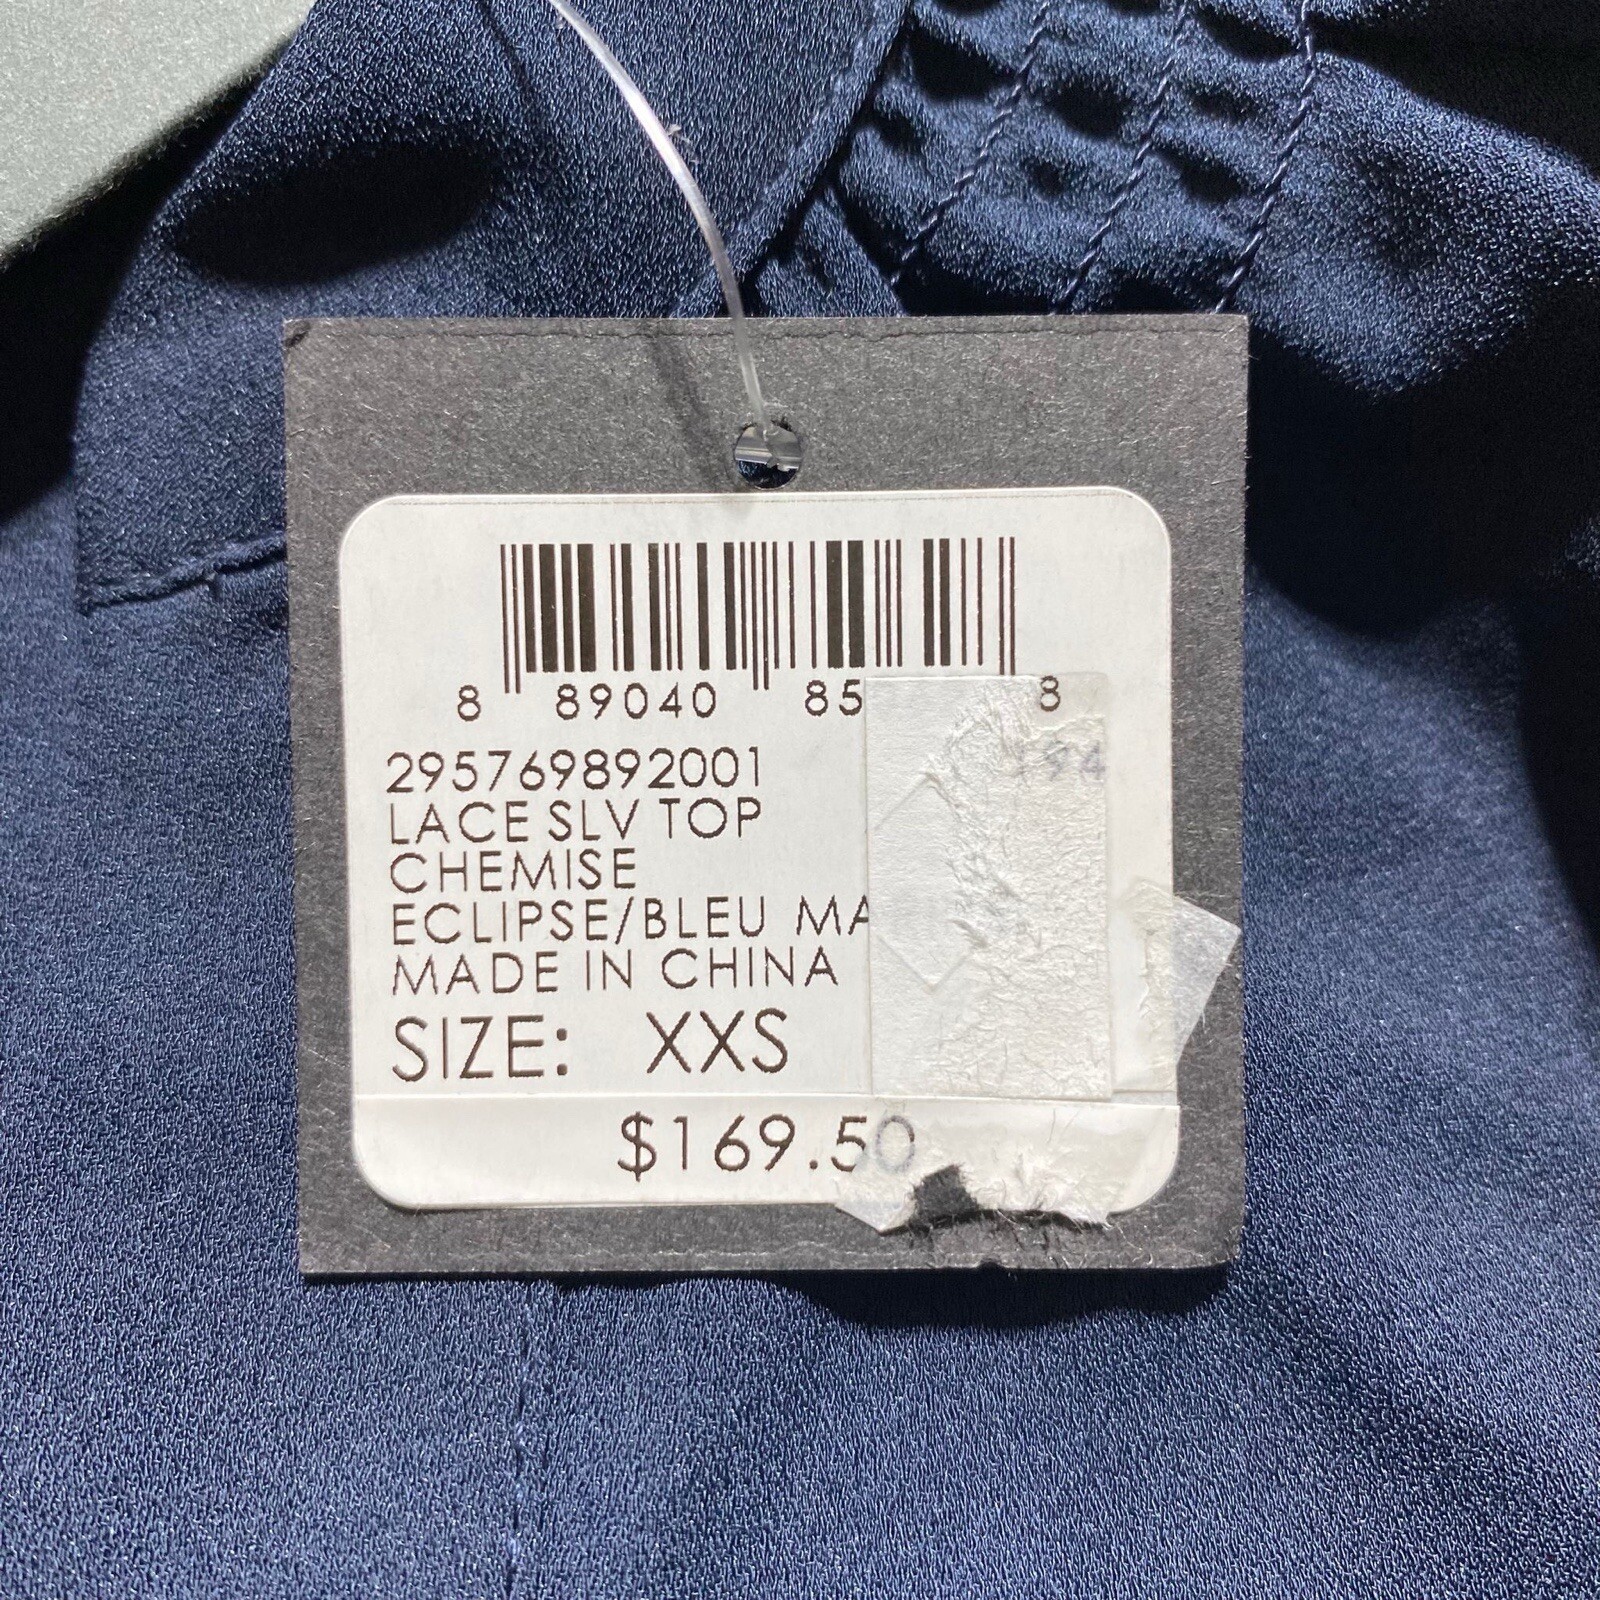 8 89040 85 8
295769892001 94
LACE SLV TOP
CHEMISE
ECLIPSE/BLEU MA
MADE IN CHINA
SIZE: XXS
$169.50